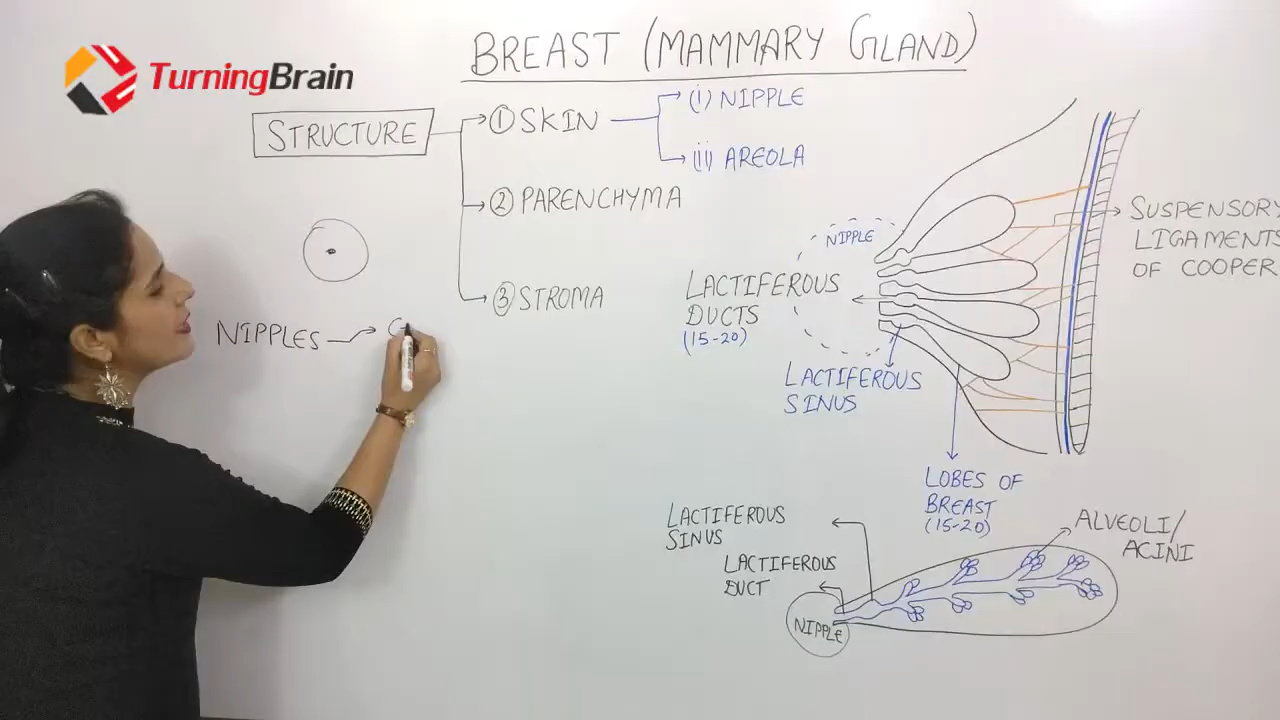 TurningBrain
BREAST (MAMMARY GLAND)
STRUCTURE
① SKIN
(i) NIPPLE
(ii) AREOLA
② PARENCHYMA
③ STROMA
NIPPLES
NIPPLE
LACTIFEROUS
DUCTS
(15-20)
LACTIFEROUS
SINUS
SUSPENSORY
LIGAMENTS
OF COOPER
LOBES OF
BREAST
(15-20)
LACTIFEROUS
SINUS
LACTIFEROUS
DUCT
NIPPLE
ALVEOLI/
ACINI